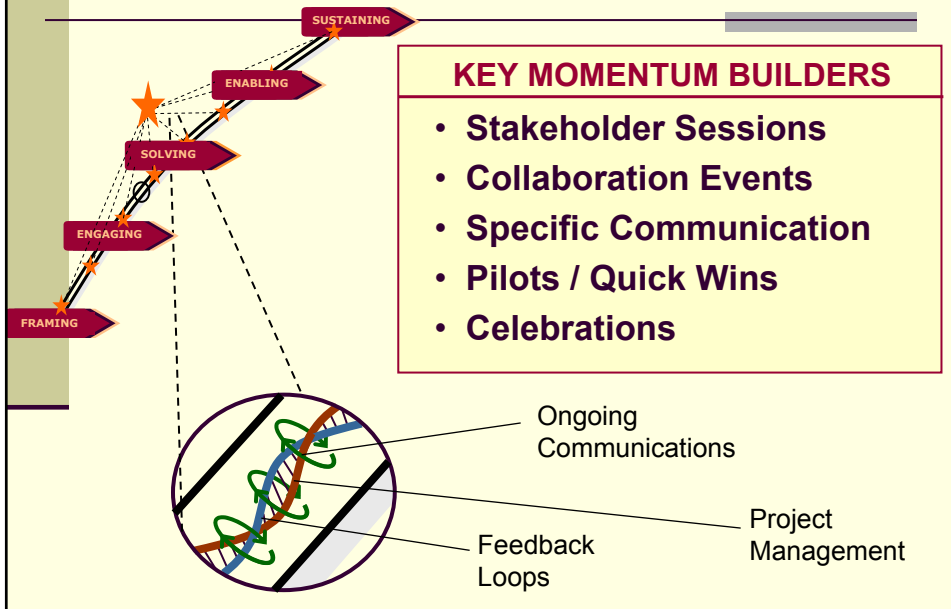 SUSTAINING
ENABLING
SOLVING
ENGAGING
FRAMING
KEY MOMENTUM BUILDERS
• Stakeholder Sessions
• Collaboration Events
• Specific Communication
• Pilots / Quick Wins
• Celebrations
Ongoing
Communications
Project
Management
Feedback
Loops